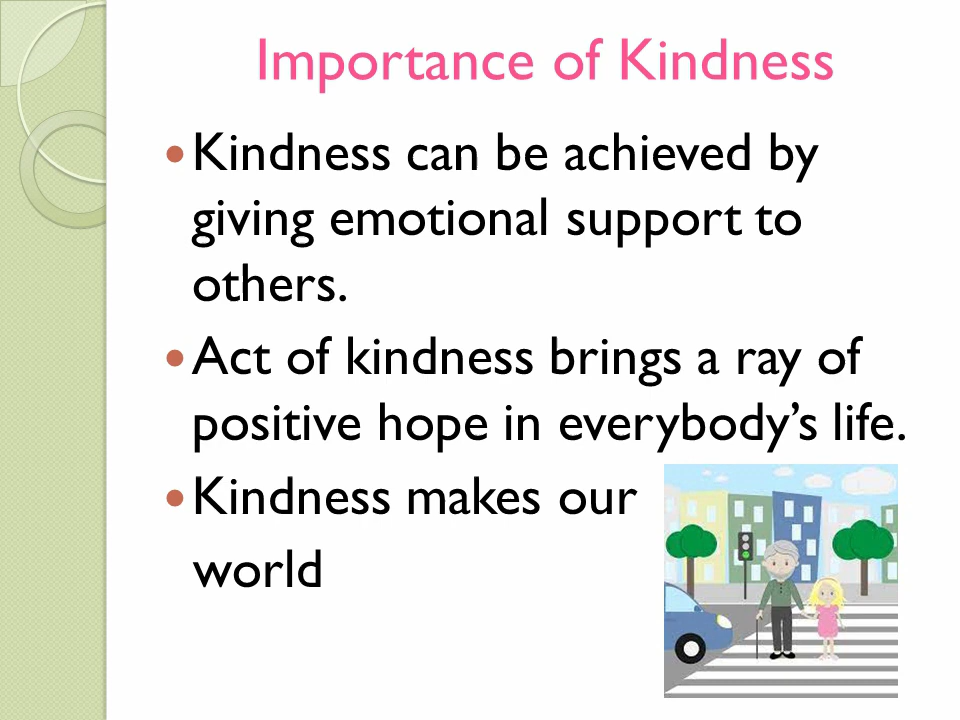 Importance of Kindness
Kindness can be achieved by
giving emotional support to
others.
Act of kindness brings a ray of
positive hope in everybody’s life.
Kindness makes our
world